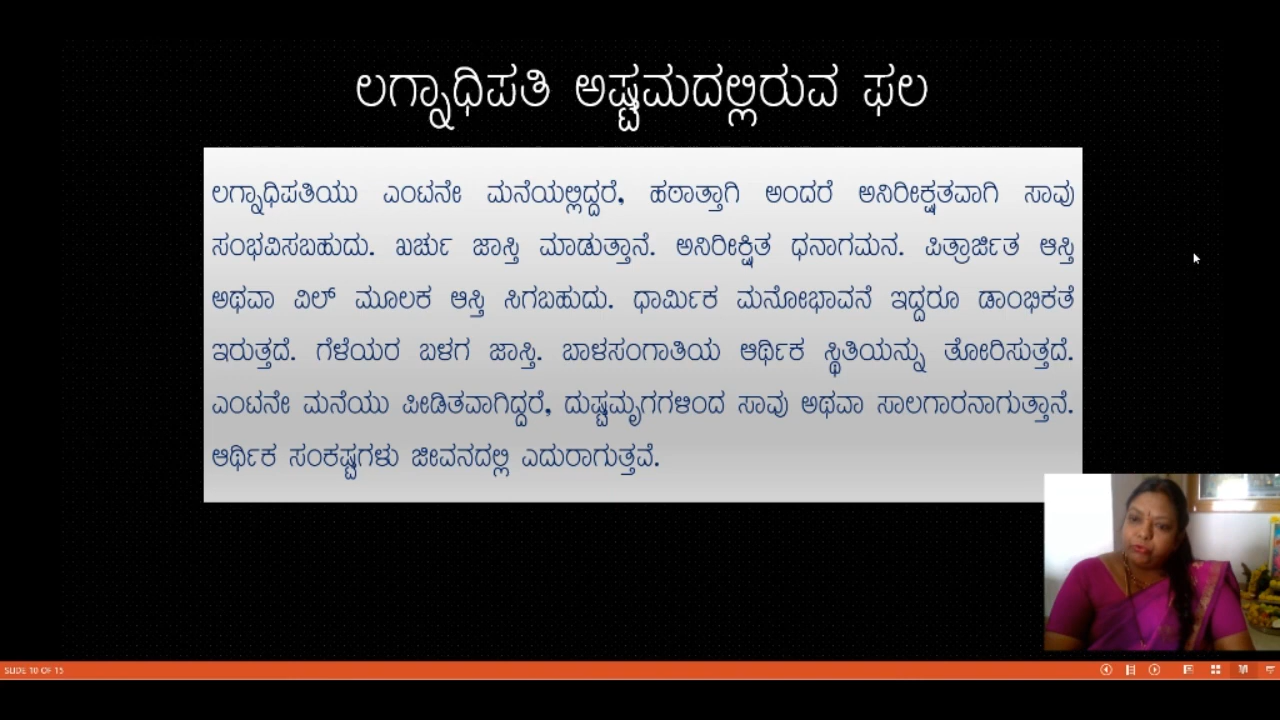 ಲಗ್ನಾಧಿಪತಿ ಅಷ್ಟಮದಲ್ಲಿರುವ ಫಲ
ಲಗ್ನಾಧಿಪತಿಯು ಎಂಟನೇ ಮನೆಯಲ್ಲಿದ್ದರೆ, ಹಠಾತ್ತಾಗಿ ಅಂದರೆ ಅನಿರೀಕ್ಷತವಾಗಿ ಸಾವು
ಸಂಭವಿಸಬಹುದು. ಖರ್ಚು ಜಾಸ್ತಿ ಮಾಡುತ್ತಾನೆ. ಅನಿರೀಕ್ಷಿತ ಧನಾಗಮನ. ಪಿತ್ರಾರ್ಜಿತ ಆಸ್ತಿ
ಅಥವಾ ವಿಲ್ ಮೂಲಕ ಆಸ್ತಿ ಸಿಗಬಹುದು. ಧಾರ್ಮಿಕ ಮನೋಭಾವನೆ ಇದ್ದರೂ ಡಾಂಭಿಕತೆ
ಇರುತ್ತದೆ. ಗೆಳೆಯರ ಬಳಗ ಜಾಸ್ತಿ. ಬಾಳಸಂಗಾತಿಯ ಆರ್ಥಿಕ ಸ್ಥಿತಿಯನ್ನು ತೋರಿಸುತ್ತದೆ.
ಎಂಟನೇ ಮನೆಯು ಪೀಡಿತವಾಗಿದ್ದರೆ, ದುಷ್ಟಮೃಗಗಳಿಂದ ಸಾವು ಅಥವಾ ಸಾಲಗಾರನಾಗುತ್ತಾನೆ.
ಆರ್ಥಿಕ ಸಂಕಷ್ಟಗಳು ಜೀವನದಲ್ಲಿ ಎದುರಾಗುತ್ತವೆ.
SLIDE 10 OF 15